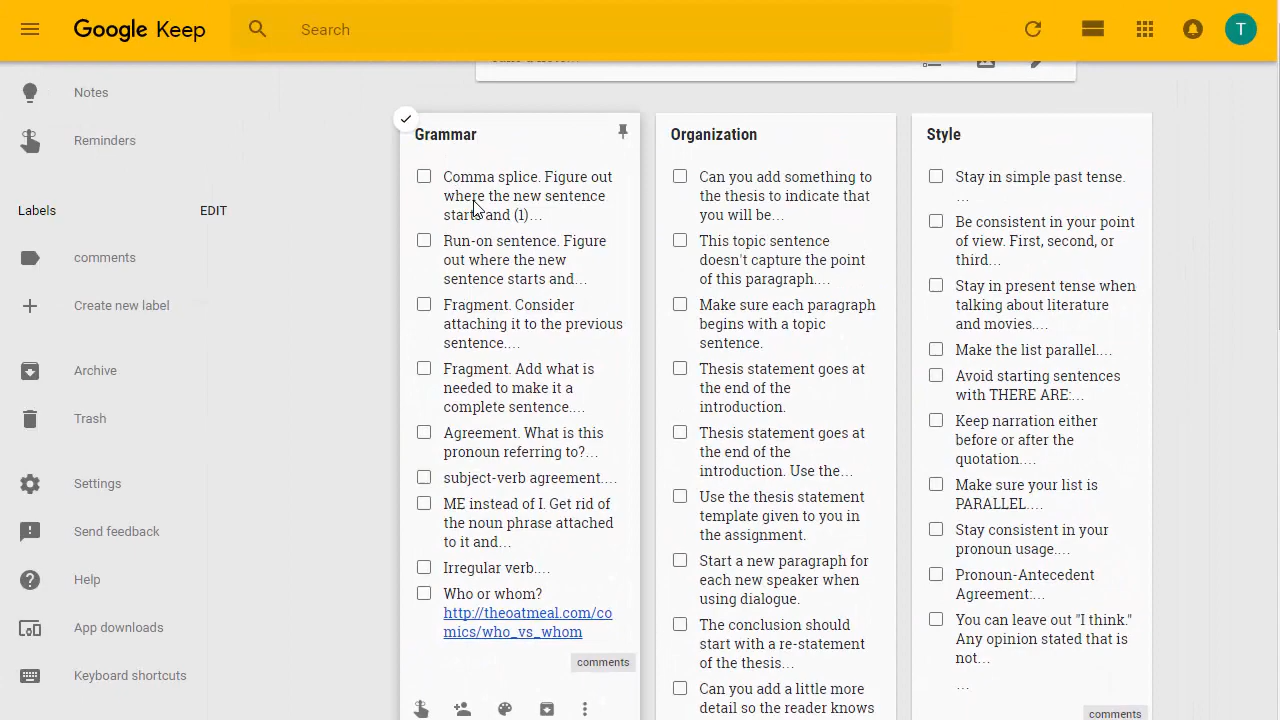 Google Keep
Search
T
Notes
Reminders
Labels
EDIT
comments
Create new label
Archive
Trash
Settings
Send feedback
Help
App downloads
Keyboard shortcuts
Grammar
Comma splice. Figure out
where the new sentence
starts and (1)…
Run-on sentence. Figure
out where the new
sentence starts and…
Fragment. Consider
attaching it to the previous
sentence.…
Fragment. Add what is
needed to make it a
complete sentence.…
Agreement. What is this
pronoun referring to?…
subject-verb agreement.…
ME instead of I. Get rid of
the noun phrase attached
to it and…
Irregular verb.…
Who or whom?
http://theoatmeal.com/co
mics/who_vs_whom
comments
Organization
Can you add something to
the thesis to indicate that
you will be…
This topic sentence
doesn't capture the point
of this paragraph.…
Make sure each paragraph
begins with a topic
sentence.
Thesis statement goes at
the end of the
introduction.
Thesis statement goes at
the end of the
introduction. Use the…
Use the thesis statement
template given to you in
the assignment.
Start a new paragraph for
each new speaker when
using dialogue.
The conclusion should
start with a re-statement
of the thesis…
Can you add a little more
detail so the reader knows
Style
Stay in simple past tense.
…
Be consistent in your point
of view. First, second, or
third…
Stay in present tense when
talking about literature
and movies.…
Make the list parallel.…
Avoid starting sentences
with THERE ARE:…
Keep narration either
before or after the
quotation.…
Make sure your list is
PARALLEL.…
Stay consistent in your
pronoun usage.…
Pronoun-Antecedent
Agreement:…
You can leave out "I think."
Any opinion stated that is
not…
…
comments